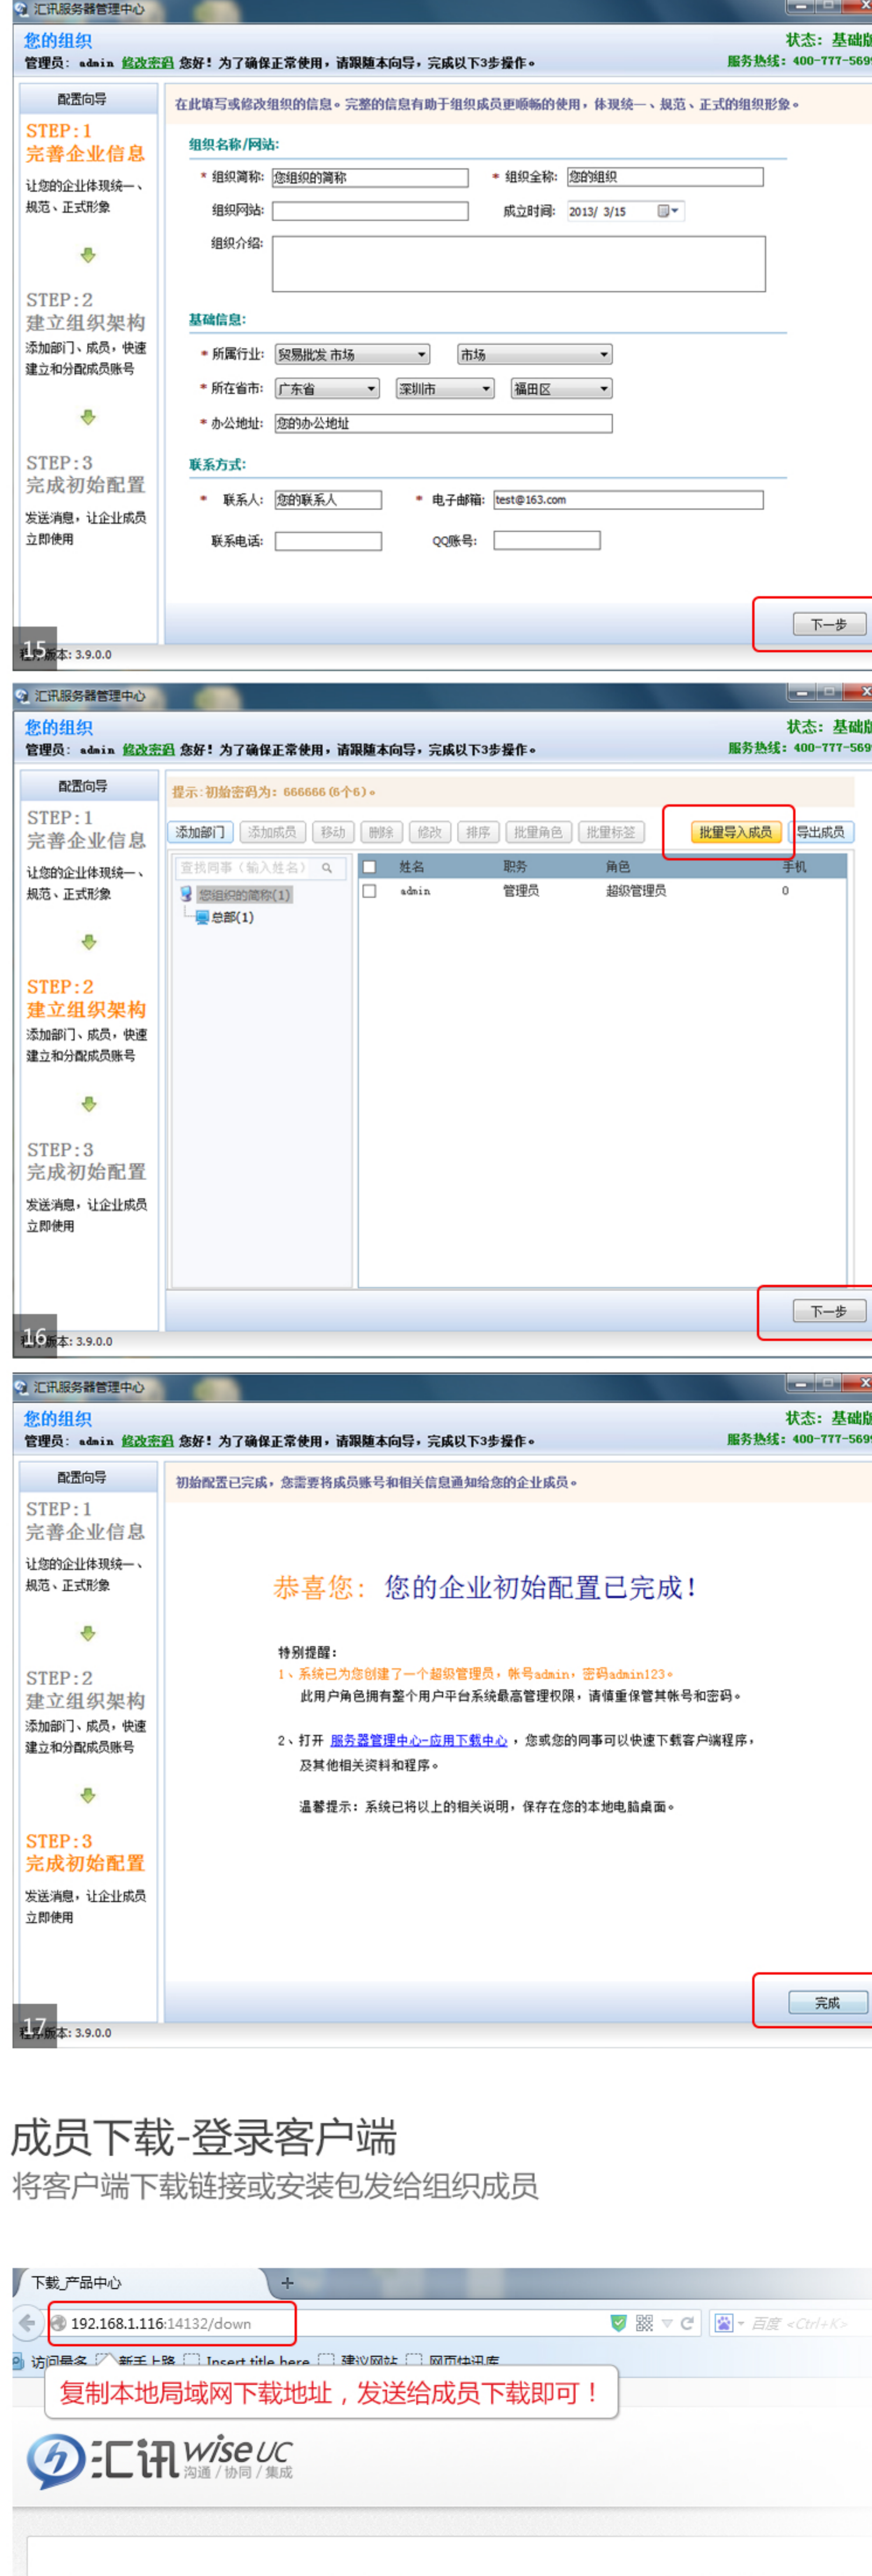 汇讯服务器管理中心
您的组织
状态：基础版
管理员：admin 修改密码 您好！为了确保正常使用，请跟随本向导，完成以下3步操作。
服务热线：400-777-569
配置向导
在此填写或修改组织的信息。完整的信息有助于组织成员更顺畅的使用，体现统一、规范、正式的组织形象。
STEP:1
完善企业信息
让您的企业体现统一、
规范、正式形象
STEP:2
建立组织架构
添加部门、成员，快速
建立和分配成员账号
STEP:3
完成初始配置
发送消息，让企业成员
立即使用
组织名称/网站:
* 组织简称: 您组织的简称 * 组织全称: 您的组织
组织网站: 成立时间: 2013/ 3/15
组织介绍:
基础信息:
* 所属行业: 贸易批发 市场 市场
* 所在省市: 广东省 深圳市 福田区
* 办公地址: 您的办公地址
联系方式:
* 联系人: 您的联系人 * 电子邮箱: test@163.com
联系电话: QQ账号:
下一步
15
程序版本: 3.9.0.0
汇讯服务器管理中心
您的组织
状态：基础版
管理员：admin 修改密码 您好！为了确保正常使用，请跟随本向导，完成以下3步操作。
服务热线：400-777-569
配置向导
提示:初始密码为：666666(6个6)。
STEP:1
完善企业信息
让您的企业体现统一、
规范、正式形象
STEP:2
建立组织架构
添加部门、成员，快速
建立和分配成员账号
STEP:3
完成初始配置
发送消息，让企业成员
立即使用
添加部门 添加成员 移动 删除 修改 排序 批量角色 批量标签 批量导入成员 导出成员
查找同事（输入姓名） 姓名 职务 角色 手机
您组织的简称(1) admin 管理员 超级管理员 0
总部(1)
下一步
16
程序版本: 3.9.0.0
汇讯服务器管理中心
您的组织
状态：基础版
管理员：admin 修改密码 您好！为了确保正常使用，请跟随本向导，完成以下3步操作。
服务热线：400-777-569
配置向导
初始配置已完成，您需要将成员账号和相关信息通知给您的企业成员。
STEP:1
完善企业信息
让您的企业体现统一、
规范、正式形象
STEP:2
建立组织架构
添加部门、成员，快速
建立和分配成员账号
STEP:3
完成初始配置
发送消息，让企业成员
立即使用
恭喜您：您的企业初始配置已完成！
特别提醒：
1、系统已为您创建了一个超级管理员，帐号admin，密码admin123。
此用户角色拥有整个用户平台系统最高管理权限，请慎重保管其帐号和密码。
2、打开 服务器管理中心-应用下载中心 ，您或您的同事可以快速下载客户端程序，
及其他相关资料和程序。
温馨提示：系统已将以上的相关说明，保存在您的本地电脑桌面。
完成
17
程序版本: 3.9.0.0
成员下载-登录客户端
将客户端下载链接或安装包发给组织成员
下载_产品中心 +
192.168.1.116:14132/down
百度 <Ctrl+K>
访问最多 新手上路 Insert title here 建议网站 网页快讯库
复制本地局域网下载地址，发送给成员下载即可！
汇讯 wise UC
沟通 / 协同 / 集成